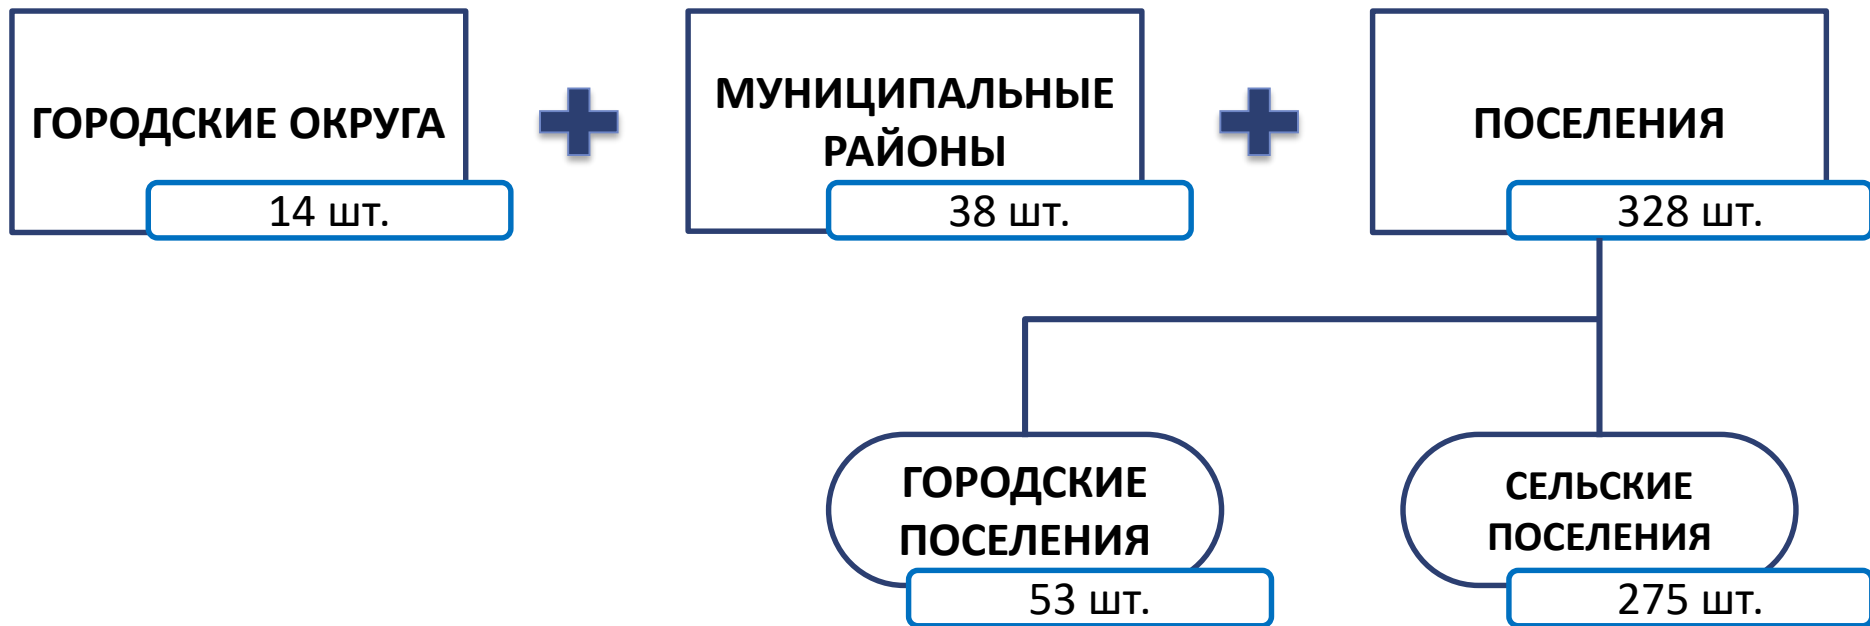 ГОРОДСКИЕ ОКРУГА
14 шт.
МУНИЦИПАЛЬНЫЕ
РАЙОНЫ
38 шт.
ПОСЕЛЕНИЯ
328 шт.
ГОРОДСКИЕ
ПОСЕЛЕНИЯ
53 шт.
СЕЛЬСКИЕ
ПОСЕЛЕНИЯ
275 шт.